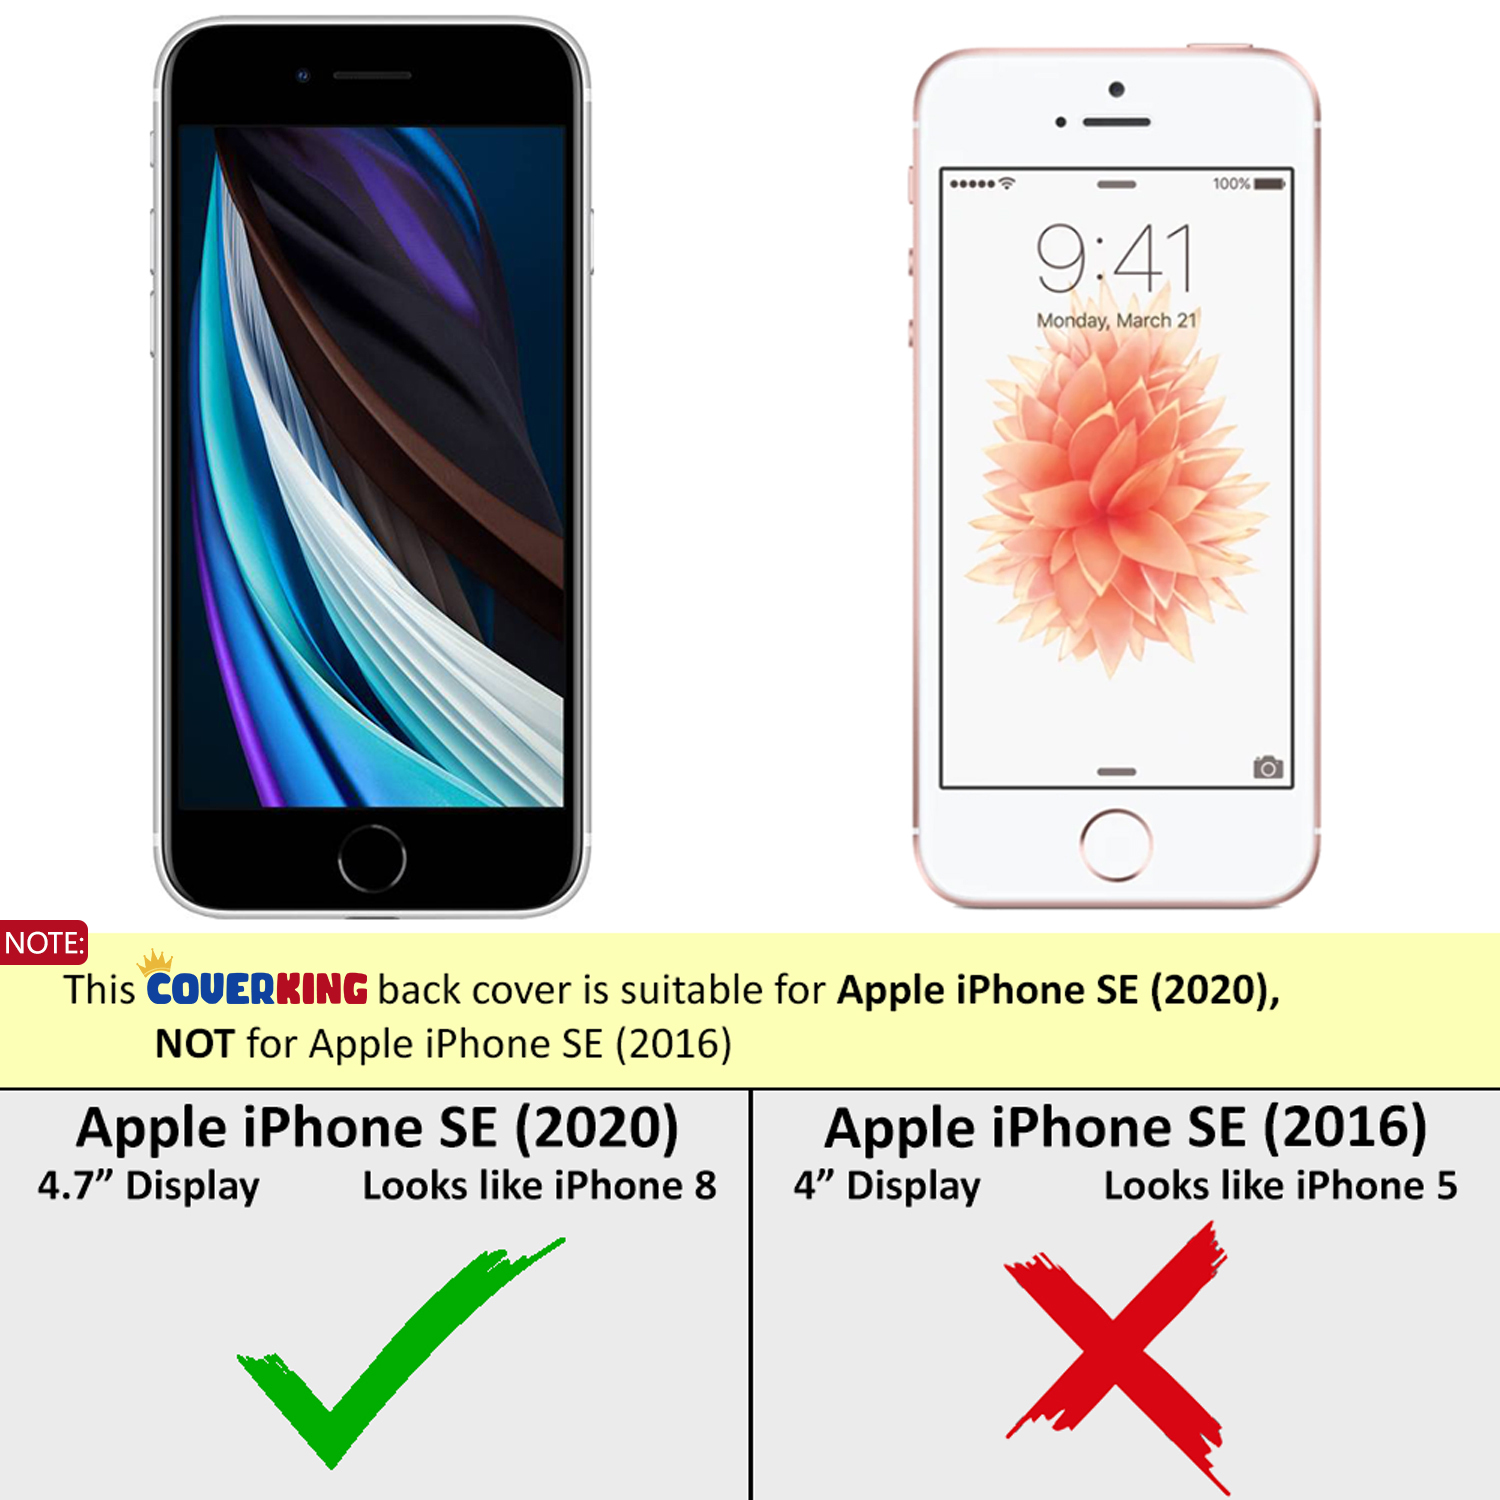 100%
9:41
Monday, March 21
NOTE:
This COVERKING back cover is suitable for Apple iPhone SE (2020),
NOT for Apple iPhone SE (2016)
Apple iPhone SE (2020)
4.7” Display Looks like iPhone 8
Apple iPhone SE (2016)
4” Display Looks like iPhone 5